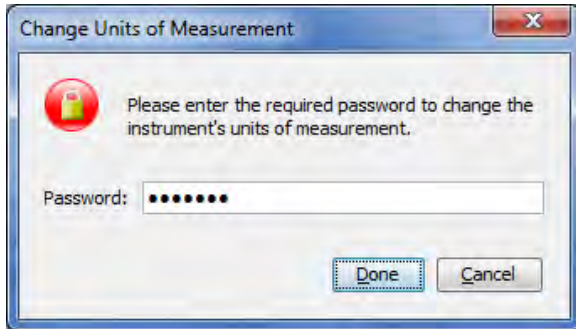 Change Units of Measurement
Please enter the required password to change the
instrument's units of measurement.
Password: •••••••
Done Cancel